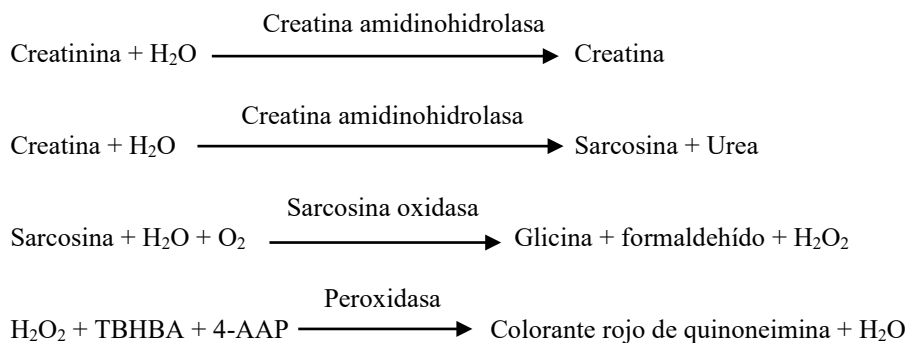 Creatina amidinohidrolasa
Creatinina + H₂O Creatina
Creatina amidinohidrolasa
Creatina + H₂O Sarcosina + Urea
Sarcosina oxidasa
Sarcosina + H₂O + O₂ Glicina + formaldehído + H₂O₂
Peroxidasa
H₂O₂ + TBHBA + 4-AAP Colorante rojo de quinoneimina + H₂O